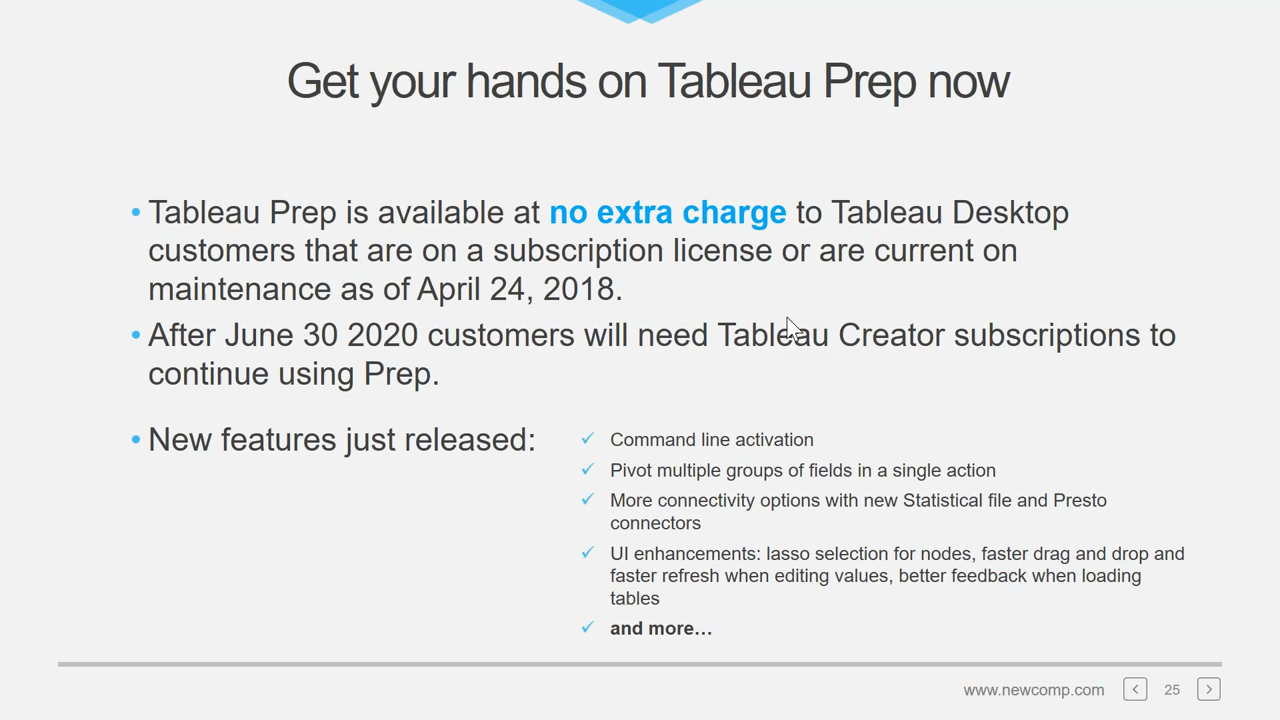 Get your hands on Tableau Prep now
• Tableau Prep is available at no extra charge to Tableau Desktop
customers that are on a subscription license or are current on
maintenance as of April 24, 2018.
• After June 30 2020 customers will need Tableau Creator subscriptions to
continue using Prep.
• New features just released:
✓ Command line activation
✓ Pivot multiple groups of fields in a single action
✓ More connectivity options with new Statistical file and Presto
connectors
✓ UI enhancements: lasso selection for nodes, faster drag and drop and
faster refresh when editing values, better feedback when loading
tables
✓ and more…
www.newcomp.com 25